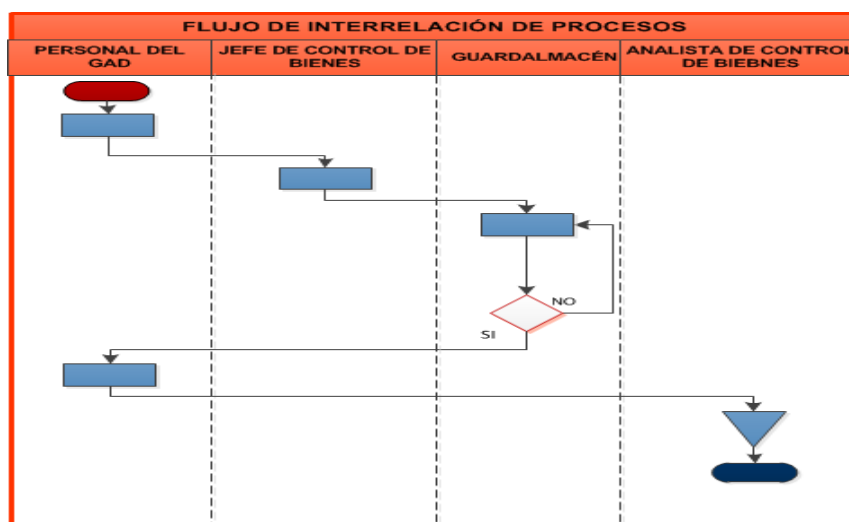 FLUJO DE INTERRELACIÓN DE PROCESOS
PERSONAL DEL
GAD
JEFE DE CONTROL DE
BIENES
GUARDALMACÉN
ANALISTA DE CONTROL
DE BIEBNES
NO
SI